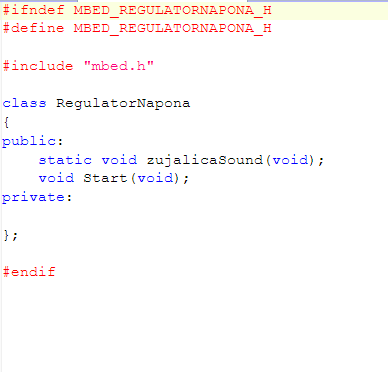 #ifndef MBED_REGULATORNAPONA_H
#define MBED_REGULATORNAPONA_H
#include "mbed.h"
class RegulatorNapona
{
public:
    static void zujalicaSound(void);
    void Start(void);
private:
};
#endif